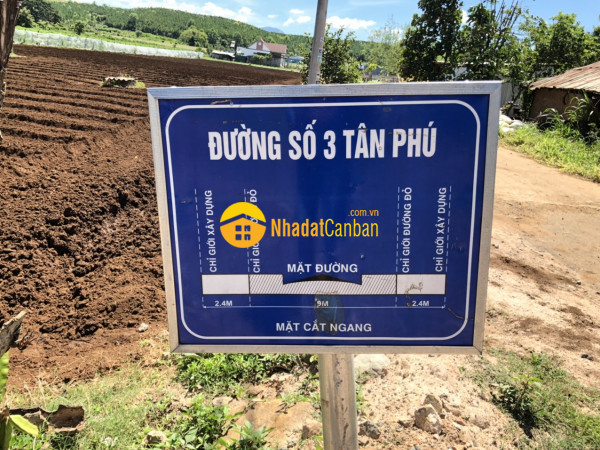 ĐƯỜNG SỐ 3 TÂN PHÚ
CHỈ GIỚI XÂY DỰNG
CHỈ GIỚI ĐỎ
CHỈ GIỚI ĐƯỜNG ĐỎ
CHỈ GIỚI XÂY DỰNG
.com.vn
NhadatCanban
MẶT ĐƯỜNG
2.4M
9M
2.4M
MẶT CẮT NGANG